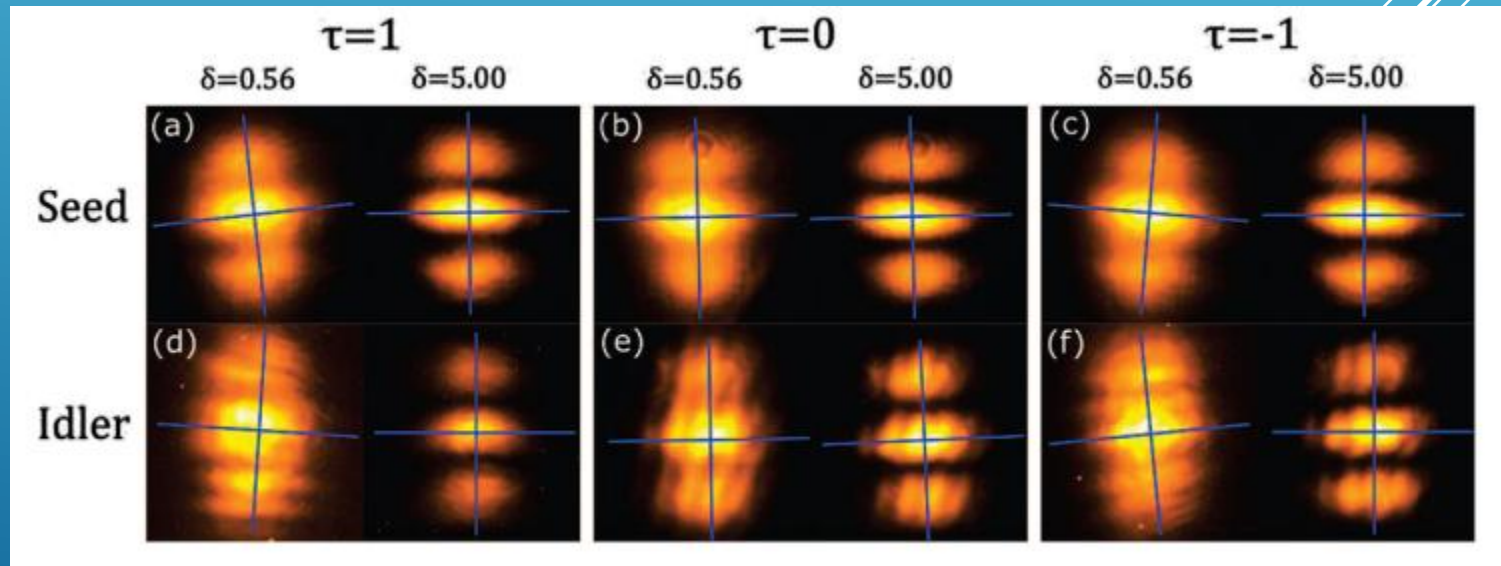 τ=1 τ=0 τ=-1
δ=0.56 δ=5.00 δ=0.56 δ=5.00 δ=0.56 δ=5.00
(a) (b) (c)
Seed
(d) (e) (f)
Idler